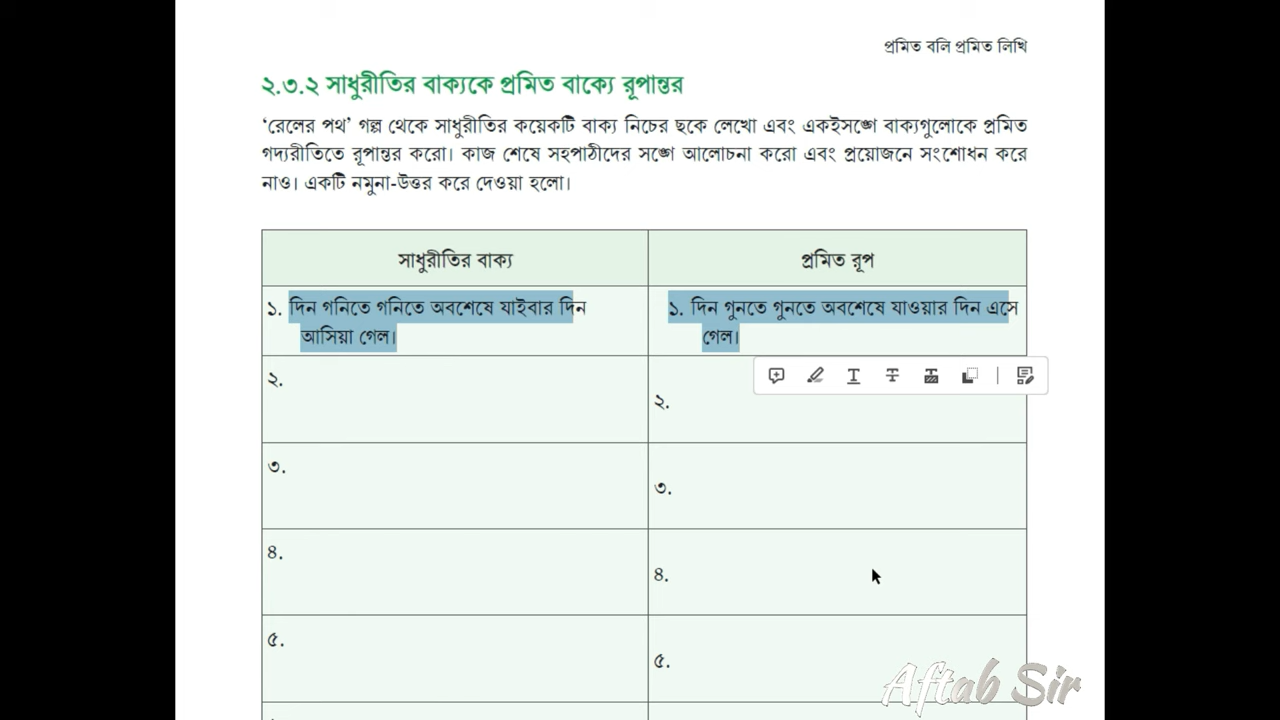 প্রমিত বলি প্রমিত লিখি
২.৩.২ সাধুরীতির বাক্যকে প্রমিত বাক্যে রূপান্তর
‘রেলের পথ’ গল্প থেকে সাধুরীতির কয়েকটি বাক্য নিচের ছকে লেখো এবং একইসঙ্গে বাক্যগুলোকে প্রমিত
গদ্যরীতিতে রূপান্তর করো। কাজ শেষে সহপাঠীদের সঙ্গে আলোচনা করো এবং প্রয়োজনে সংশোধন করে
নাও। একটি নমুনা-উত্তর করে দেওয়া হলো।
সাধুরীতির বাক্য
প্রমিত রূপ
১. দিন গনিতে গনিতে অবশেষে যাইবার দিন
আসিয়া গেল।
১. দিন গুনতে গুনতে অবশেষে যাওয়ার দিন এসে
গেল।
২.
২.
৩.
৩.
৪.
৪.
৫.
৫.
Aftab Sir